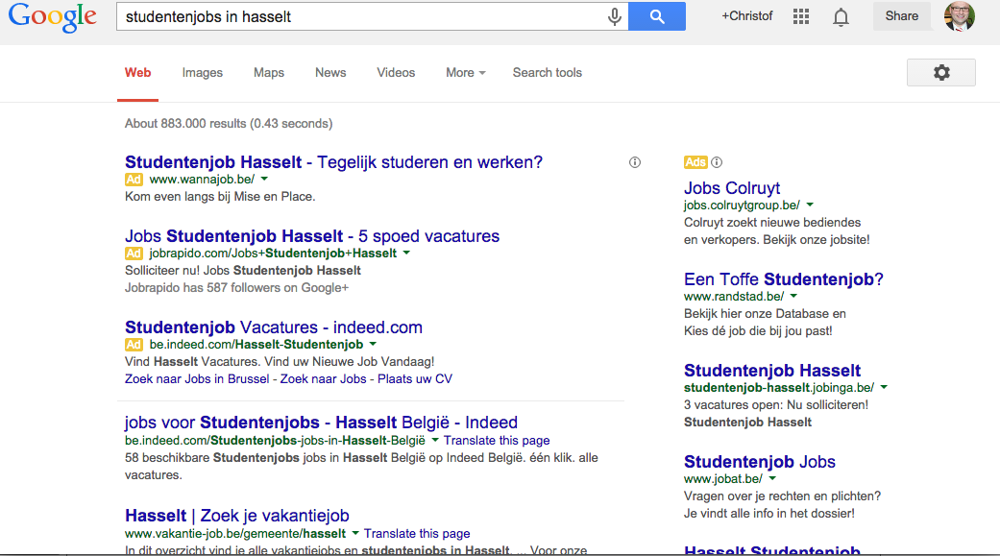 Google
studentenjobs in hasselt
+Christof
Share
Web Images Maps News Videos More Search tools
About 883.000 results (0.43 seconds)
Studentenjob Hasselt - Tegelijk studeren en werken?
Ad www.wannajob.be/
Kom even langs bij Mise en Place.
Jobs Studentenjob Hasselt - 5 spoed vacatures
Ad jobrapido.com/Jobs+Studentenjob+Hasselt
Solliciteer nu! Jobs Studentenjob Hasselt
Jobrapido has 587 followers on Google+
Studentenjob Vacatures - indeed.com
Ad be.indeed.com/Hasselt-Studentenjob
Vind Hasselt Vacatures. Vind uw Nieuwe Job Vandaag!
Zoek naar Jobs in Brussel - Zoek naar Jobs - Plaats uw CV
jobs voor Studentenjobs - Hasselt België - Indeed
be.indeed.com/Studentenjobs-jobs-in-Hasselt-België Translate this page
58 beschikbare Studentenjobs jobs in Hasselt België op Indeed België. één klik. alle
vacatures.
Hasselt | Zoek je vakantiejob
www.vakantie-job.be/gemeente/hasselt Translate this page
In dit overzicht vind je alle vakantiejobs en studentenjobs in Hasselt. ... Voor onze
Ads
Jobs Colruyt
jobs.colruytgroup.be/
Colruyt zoekt nieuwe bediendes
en verkopers. Bekijk onze jobsite!
Een Toffe Studentenjob?
www.randstad.be/
Bekijk hier onze Database en
Kies dé job die bij jou past!
Studentenjob Hasselt
studentenjob-hasselt.jobinga.be/
3 vacatures open: Nu solliciteren!
Studentenjob Hasselt
Studentenjob Jobs
www.jobat.be/
Vragen over je rechten en plichten?
Je vindt alle info in het dossier!
Hasselt Studentenjob